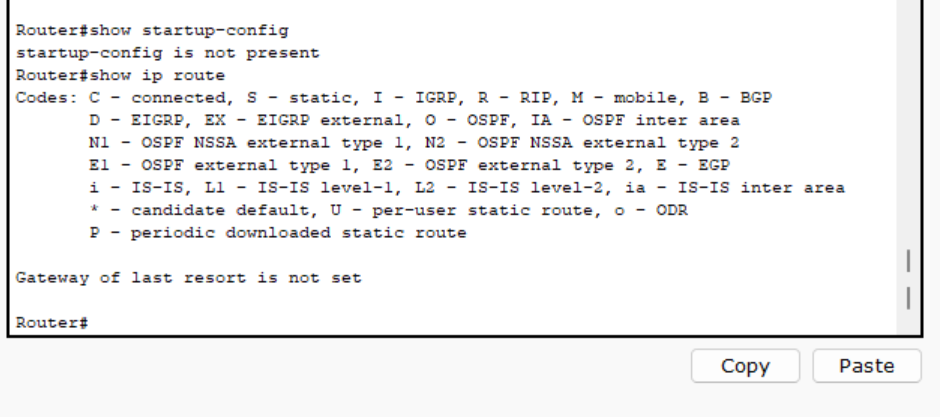 Router#show startup-config
startup-config is not present
Router#show ip route
Codes: C - connected, S - static, I - IGRP, R - RIP, M - mobile, B - BGP
D - EIGRP, EX - EIGRP external, O - OSPF, IA - OSPF inter area
N1 - OSPF NSSA external type 1, N2 - OSPF NSSA external type 2
E1 - OSPF external type 1, E2 - OSPF external type 2, E - EGP
i - IS-IS, L1 - IS-IS level-1, L2 - IS-IS level-2, ia - IS-IS inter area
* - candidate default, U - per-user static route, o - ODR
P - periodic downloaded static route
Gateway of last resort is not set
Router#
Copy Paste